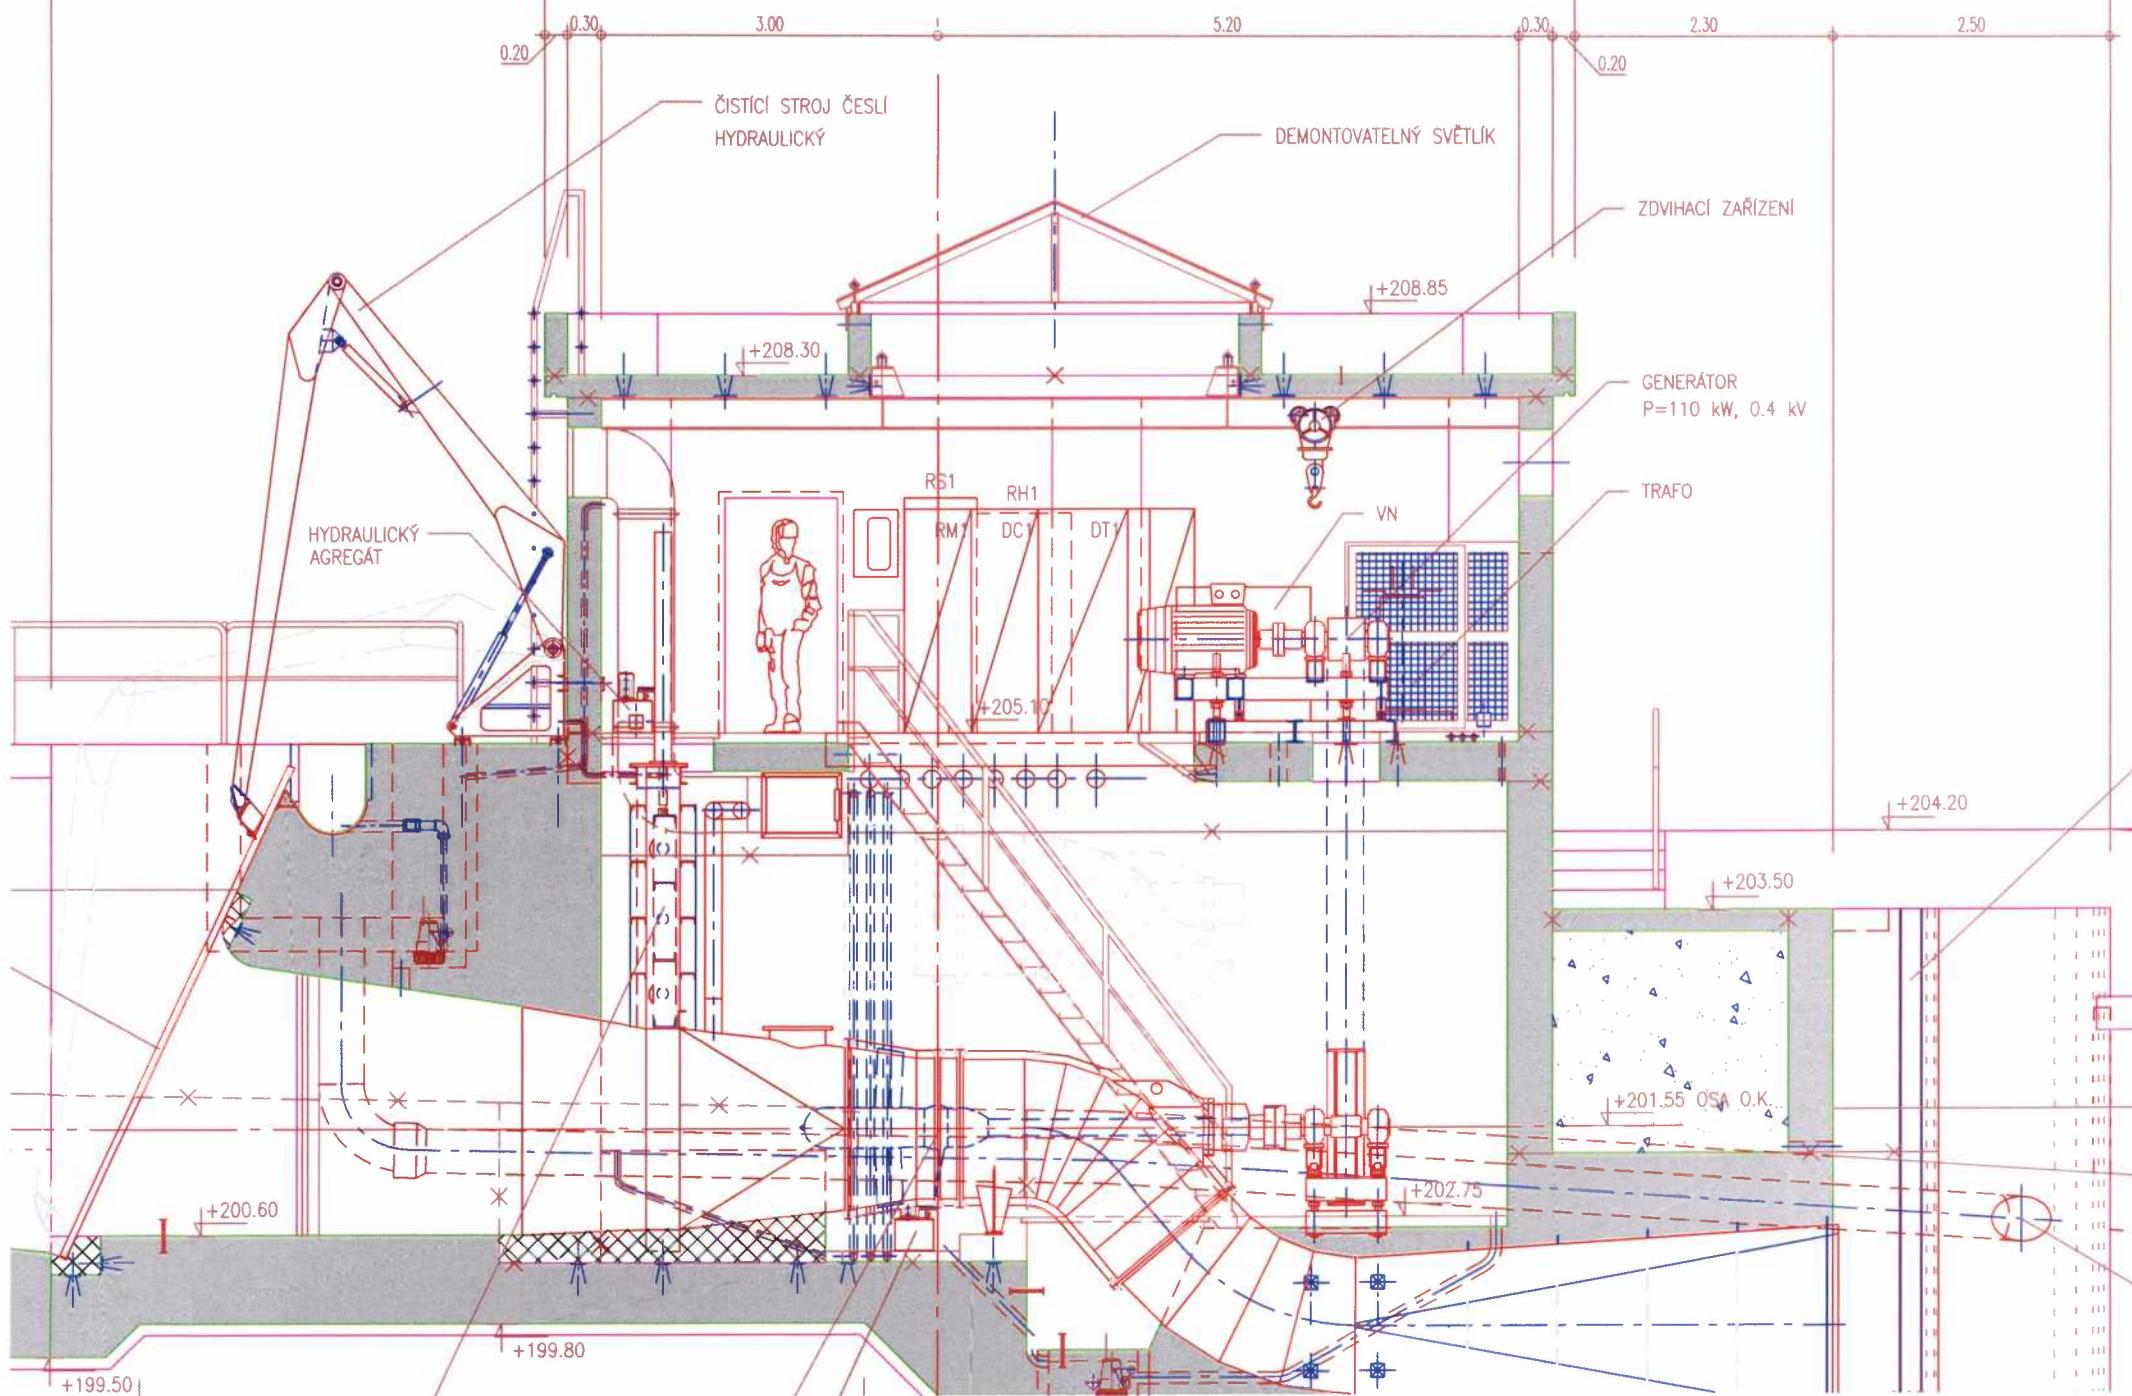 0.20
0.30
3.00
5.20
0.30
0.20
2.30
2.50
ČISTÍCÍ STROJ ČESLÍ
HYDRAULICKÝ
DEMONTOVATELNÝ SVĚTLÍK
ZDVIHACÍ ZAŘÍZENÍ
+208.85
+208.30
GENERÁTOR
P=110 kW, 0.4 kV
TRAFO
VN
RS1
RH1
RM1
DC1
DT1
HYDRAULICKÝ
AGREGÁT
+205.10
+204.20
+203.50
+201.55 OSA O.K.
+202.75
+200.60
+199.80
+199.50